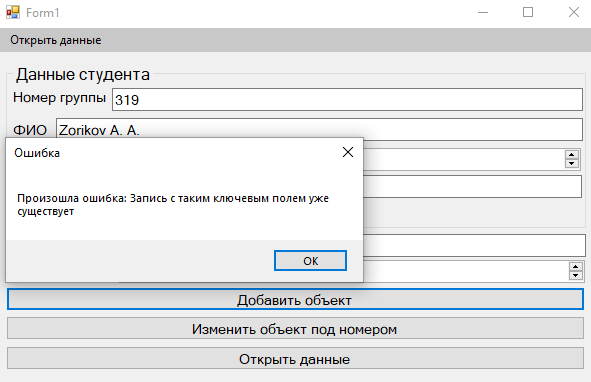 Form1
Открыть данные
Данные студента
Номер группы 319
ФИО Zorikov A. A.
Ошибка
Произошла ошибка: Запись с таким ключевым полем уже
существует
ОК
Добавить объект
Изменить объект под номером
Открыть данные